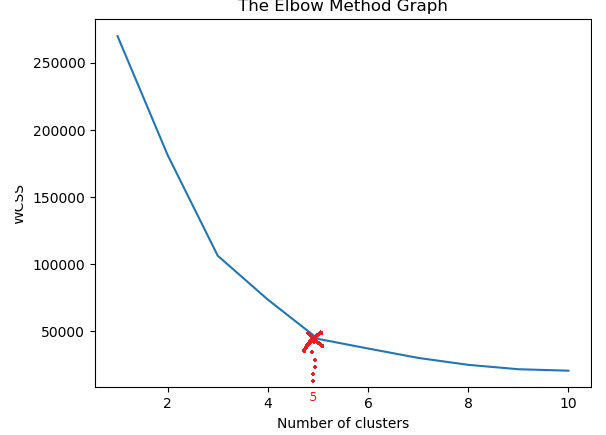 The Elbow Method Graph
250000
200000
150000
100000
50000
wcss
2 4 5 6 8 10
Number of clusters